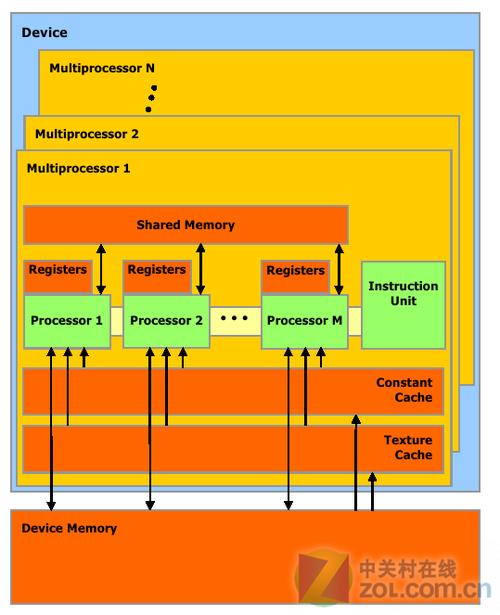 Device
Multiprocessor N
Multiprocessor 2
Multiprocessor 1
Shared Memory
Registers
Registers
Registers
Processor 1
Processor 2
• • •
Processor M
Instruction
Unit
Constant
Cache
Texture
Cache
Device Memory
Z
中关村在线
zol.com.cn